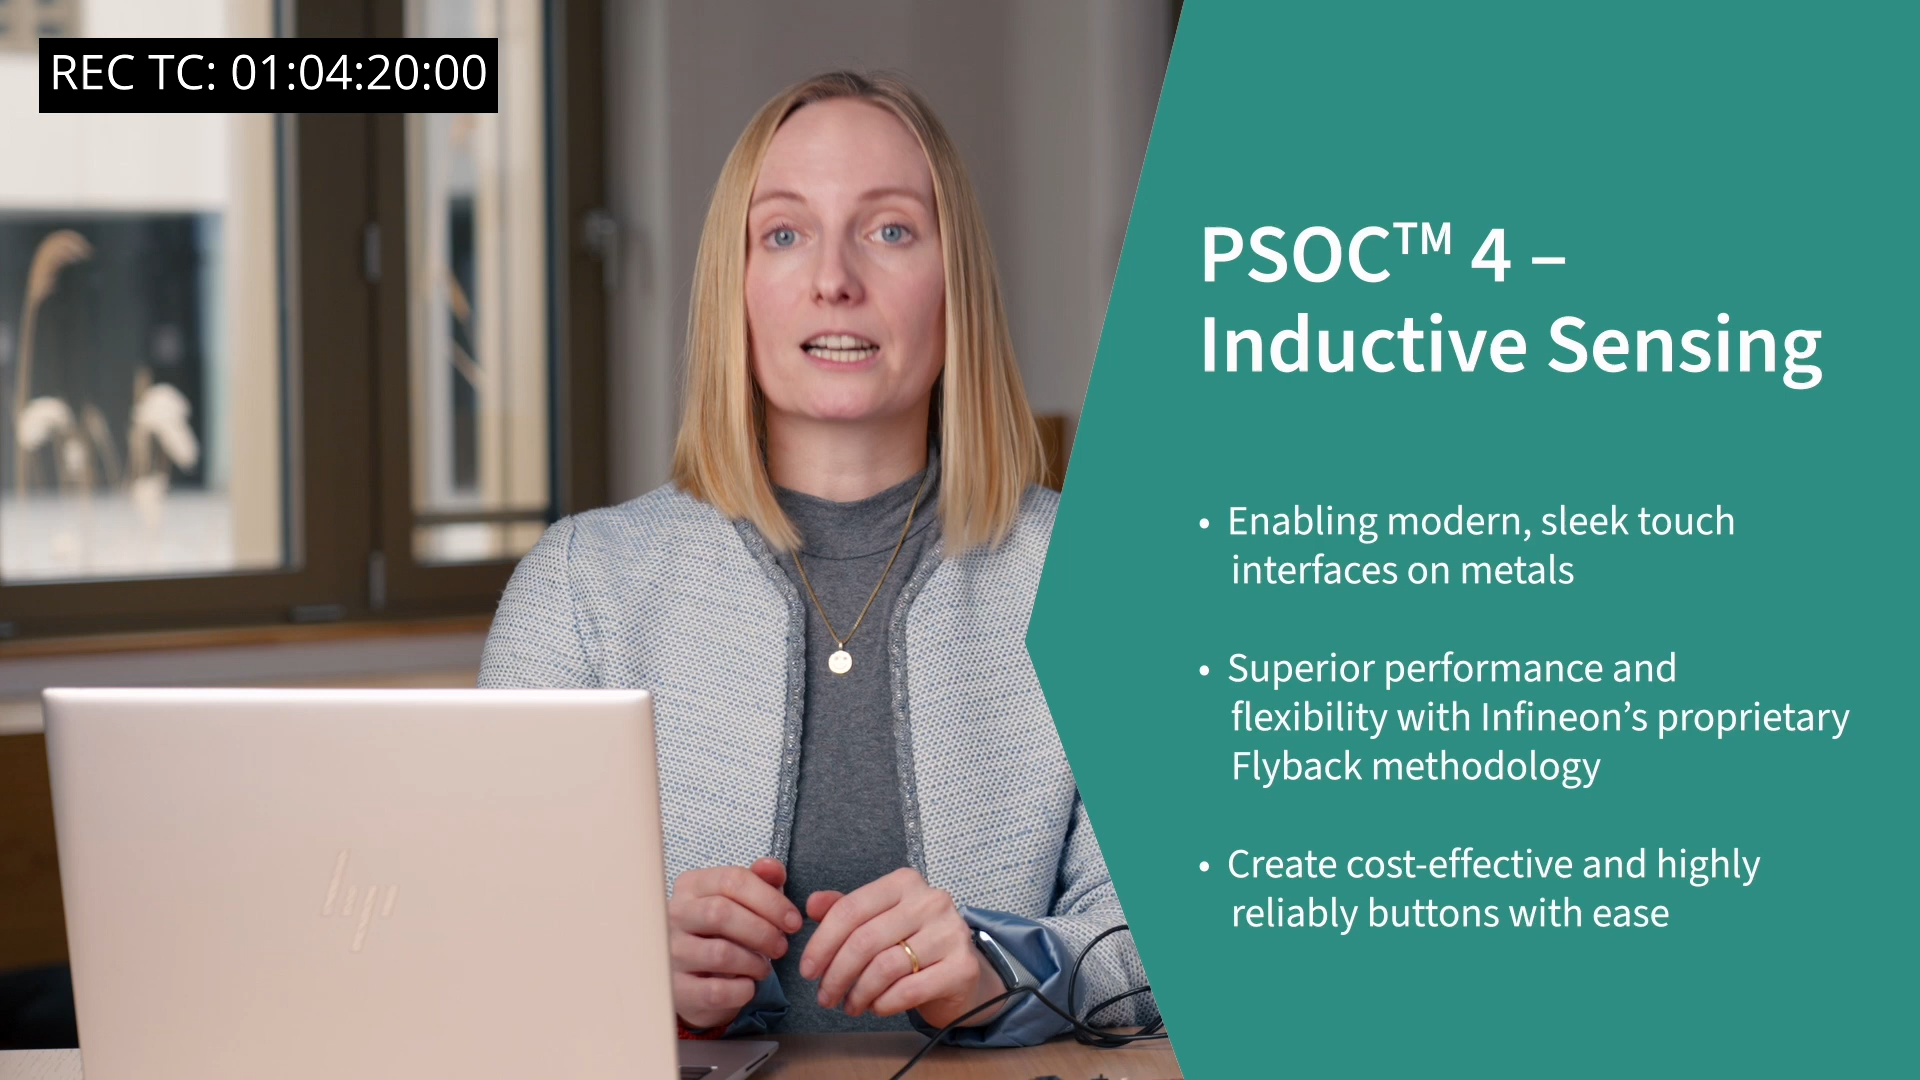 REC TC: 01:04:20:00
PSOC™ 4 –
Inductive Sensing
• Enabling modern, sleek touch
interfaces on metals
• Superior performance and
flexibility with Infineon’s proprietary
Flyback methodology
• Create cost-effective and highly
reliably buttons with ease
hp